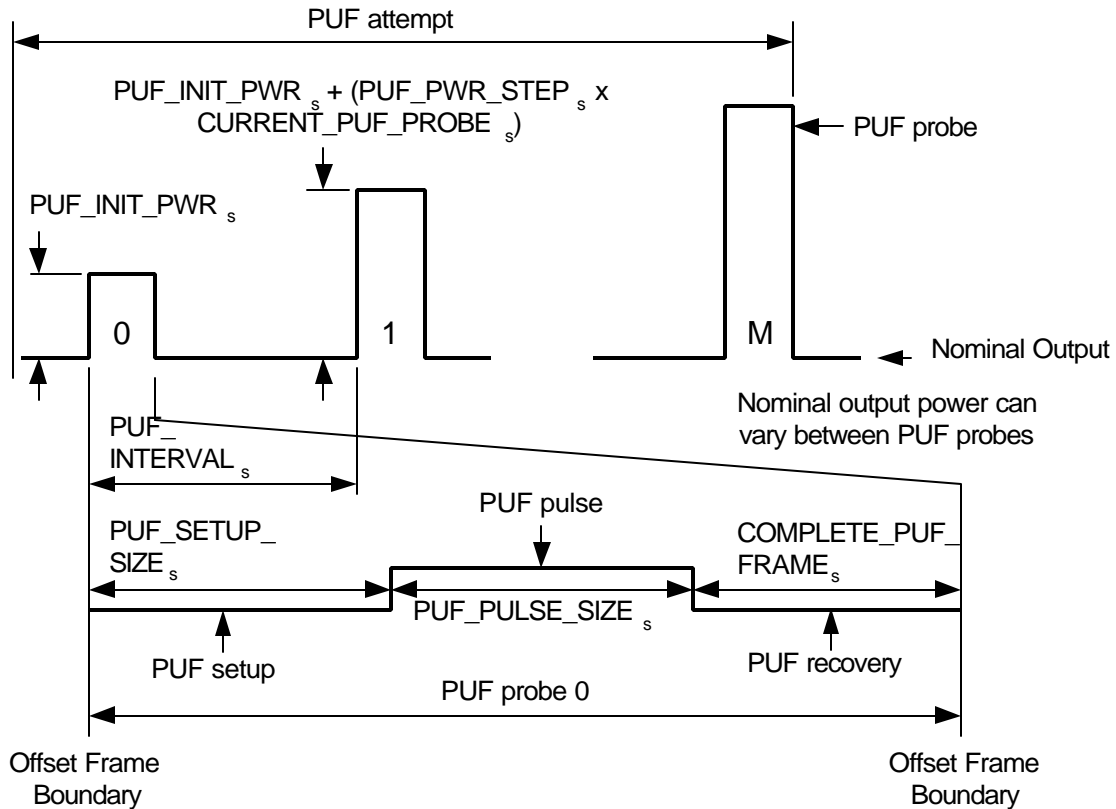 PUF attempt
PUF_INIT_PWR s + (PUF_PWR_STEP s x
CURRENT_PUF_PROBE s)
PUF probe
PUF_INIT_PWR s
0
1
M
Nominal Output
Nominal output power can
vary between PUF probes
PUF_
INTERVAL s
PUF pulse
PUF_SETUP_
SIZE s
COMPLETE_PUF_
FRAME s
PUF_PULSE_SIZE s
PUF setup
PUF recovery
PUF probe 0
Offset Frame
Boundary
Offset Frame
Boundary